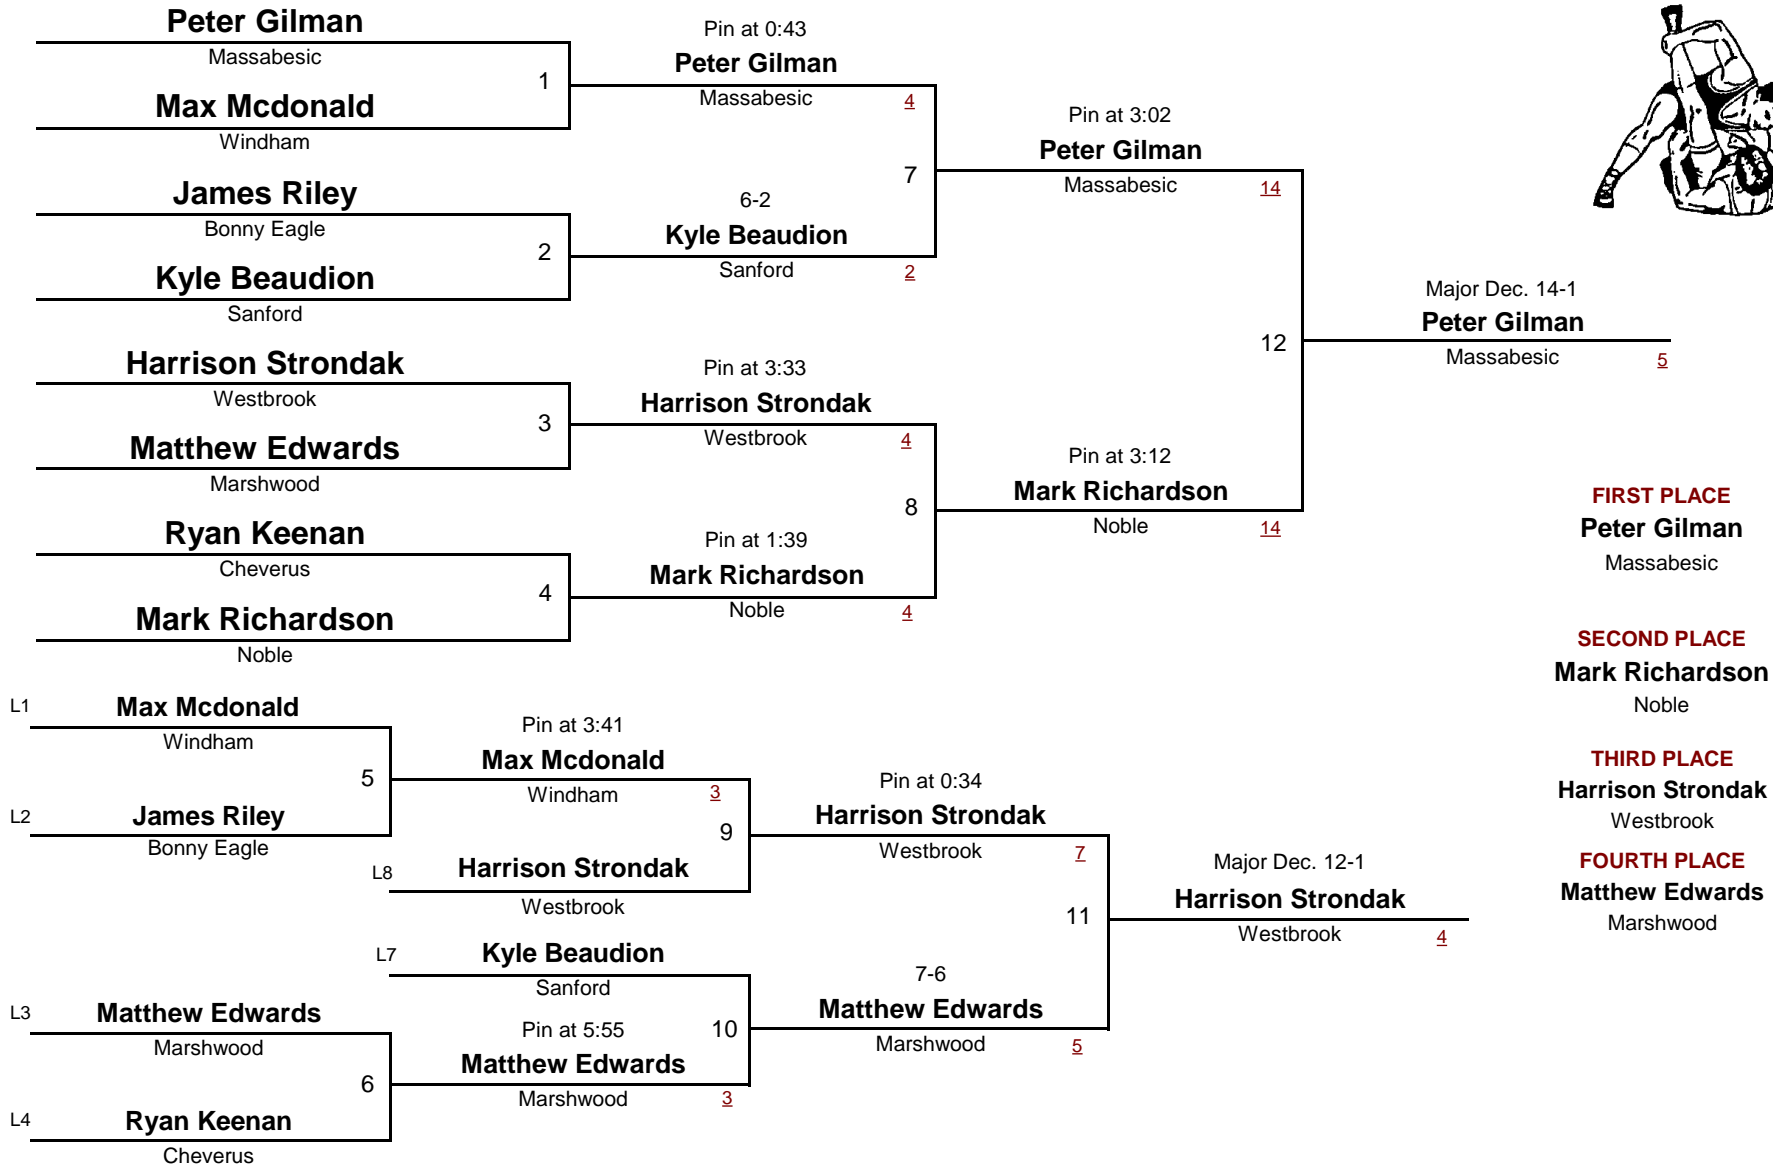 Peter Gilman
Massabesic
1
Max Mcdonald
Windham
James Riley
Bonny Eagle
2
Kyle Beaudion
Sanford
Harrison Strondak
Westbrook
3
Matthew Edwards
Marshwood
Ryan Keenan
Cheverus
4
Mark Richardson
Noble
Pin at 0:43
Peter Gilman
Massabesic 4
7
6-2
Kyle Beaudion
Sanford 2
Pin at 3:33
Harrison Strondak
Westbrook 4
8
Pin at 1:39
Mark Richardson
Noble 4
Pin at 3:02
Peter Gilman
Massabesic 14
12
Pin at 3:12
Mark Richardson
Noble 14
Major Dec. 14-1
Peter Gilman
Massabesic 5
FIRST PLACE
Peter Gilman
Massabesic
SECOND PLACE
Mark Richardson
Noble
THIRD PLACE
Harrison Strondak
Westbrook
FOURTH PLACE
Matthew Edwards
Marshwood
L1 Max Mcdonald
Windham
5
L2 James Riley
Bonny Eagle
L3 Matthew Edwards
Marshwood
6
L4 Ryan Keenan
Cheverus
Pin at 3:41
Max Mcdonald
Windham 3
9
L8 Harrison Strondak
Westbrook
L7 Kyle Beaudion
Sanford
Pin at 5:55 10
Matthew Edwards
Marshwood 3
Pin at 0:34
Harrison Strondak
Westbrook 7
11
7-6
Matthew Edwards
Marshwood 5
Major Dec. 12-1
Harrison Strondak
Westbrook 4